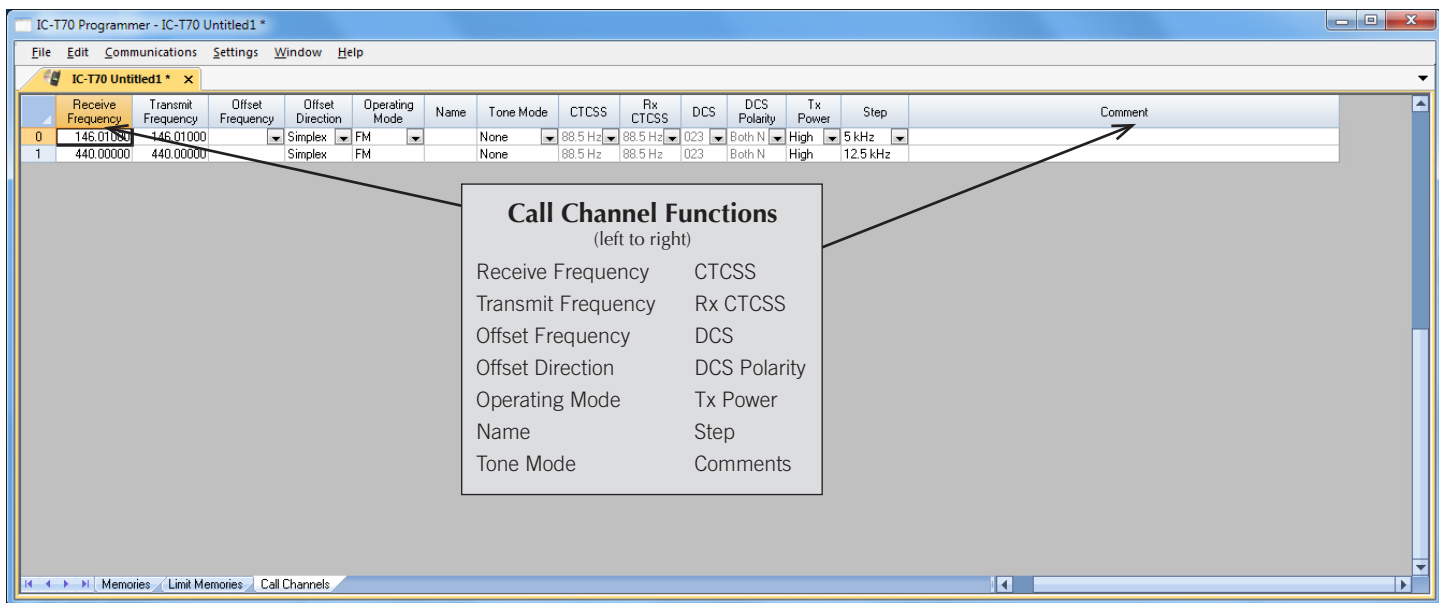 IC-T70 Programmer - IC-T70 Untitled1 *
File Edit Communications Settings Window Help
IC-T70 Untitled1 * x
Receive Frequency Transmit Frequency Offset Frequency Offset Direction Operating Mode Name Tone Mode CTCSS Rx CTCSS DCS DCS Polarity Tx Power Step Comment
0 146.01000 146.01000 Simplex FM None 88.5 Hz 88.5 Hz 023 Both N High 5 kHz
1 440.00000 440.00000 Simplex FM None 88.5 Hz 88.5 Hz 023 Both N High 12.5 kHz
Call Channel Functions
(left to right)
Receive Frequency CTCSS
Transmit Frequency Rx CTCSS
Offset Frequency DCS
Offset Direction DCS Polarity
Operating Mode Tx Power
Name Step
Tone Mode Comments
Memories Limit Memories Call Channels